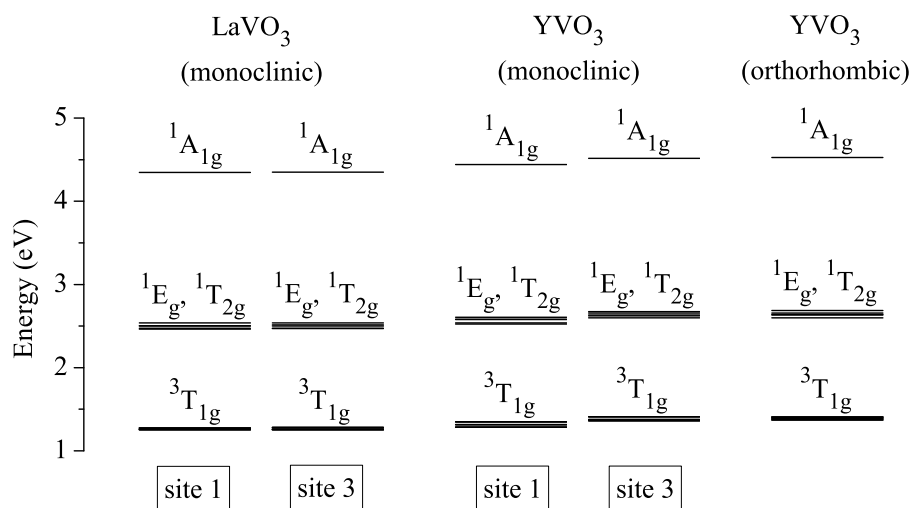 LaVO₃ YVO₃ YVO₃
(monoclinic) (monoclinic) (orthorhombic)
5
¹A₁g ¹A₁g ¹A₁g ¹A₁g ¹A₁g
4
Energy (eV)
3
¹Eg, ¹T₂g ¹Eg, ¹T₂g ¹Eg, ¹T₂g ¹Eg, ¹T₂g ¹Eg, ¹T₂g
2
³T₁g ³T₁g ³T₁g ³T₁g ³T₁g
1
site 1 site 3 site 1 site 3